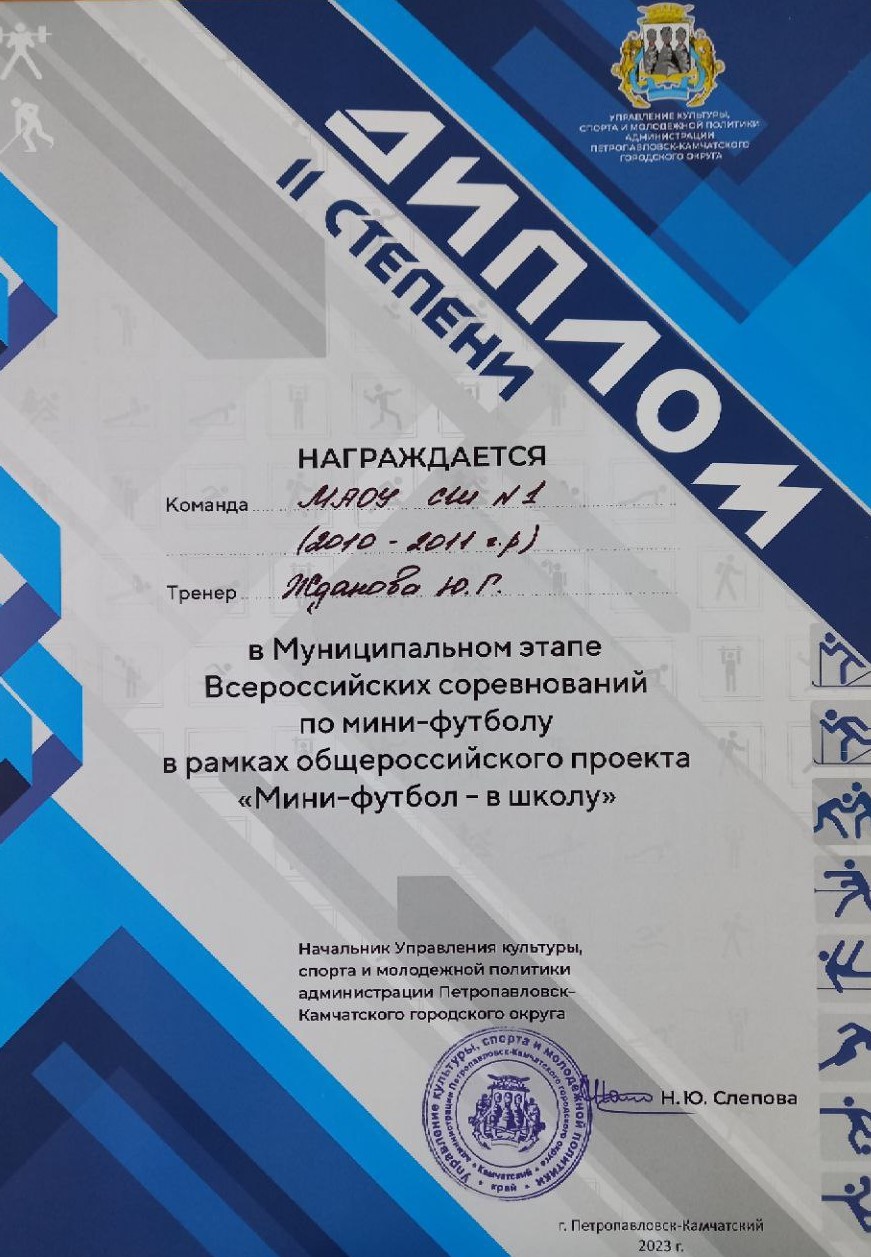 УПРАВЛЕНИЕ КУЛЬТУРЫ,
СПОРТА И МОЛОДЕЖНОЙ ПОЛИТИКИ
АДМИНИСТРАЦИИ
ПЕТРОПАВЛОВСК-КАМЧАТСКОГО
ГОРОДСКОГО ОКРУГА
ДИПЛОМ
II СТЕПЕНИ
НАГРАЖДАЕТСЯ
Команда МАОУ СШ N 1
(2010 - 2011 г.р)
Тренер Жданова Ю.Г.
в Муниципальном этапе
Всероссийских соревнований
по мини-футболу
в рамках общероссийского проекта
«Мини-футбол - в школу»
Начальник Управления культуры,
спорта и молодежной политики
администрации Петропавловск-
Камчатского городского округа
Управление культуры, спорта и молодежной политики
администрации Петропавловск-Камчатского городского округа
Камчатский край
Н.Ю. Слепова
г. Петропавловск-Камчатский
2023 г.